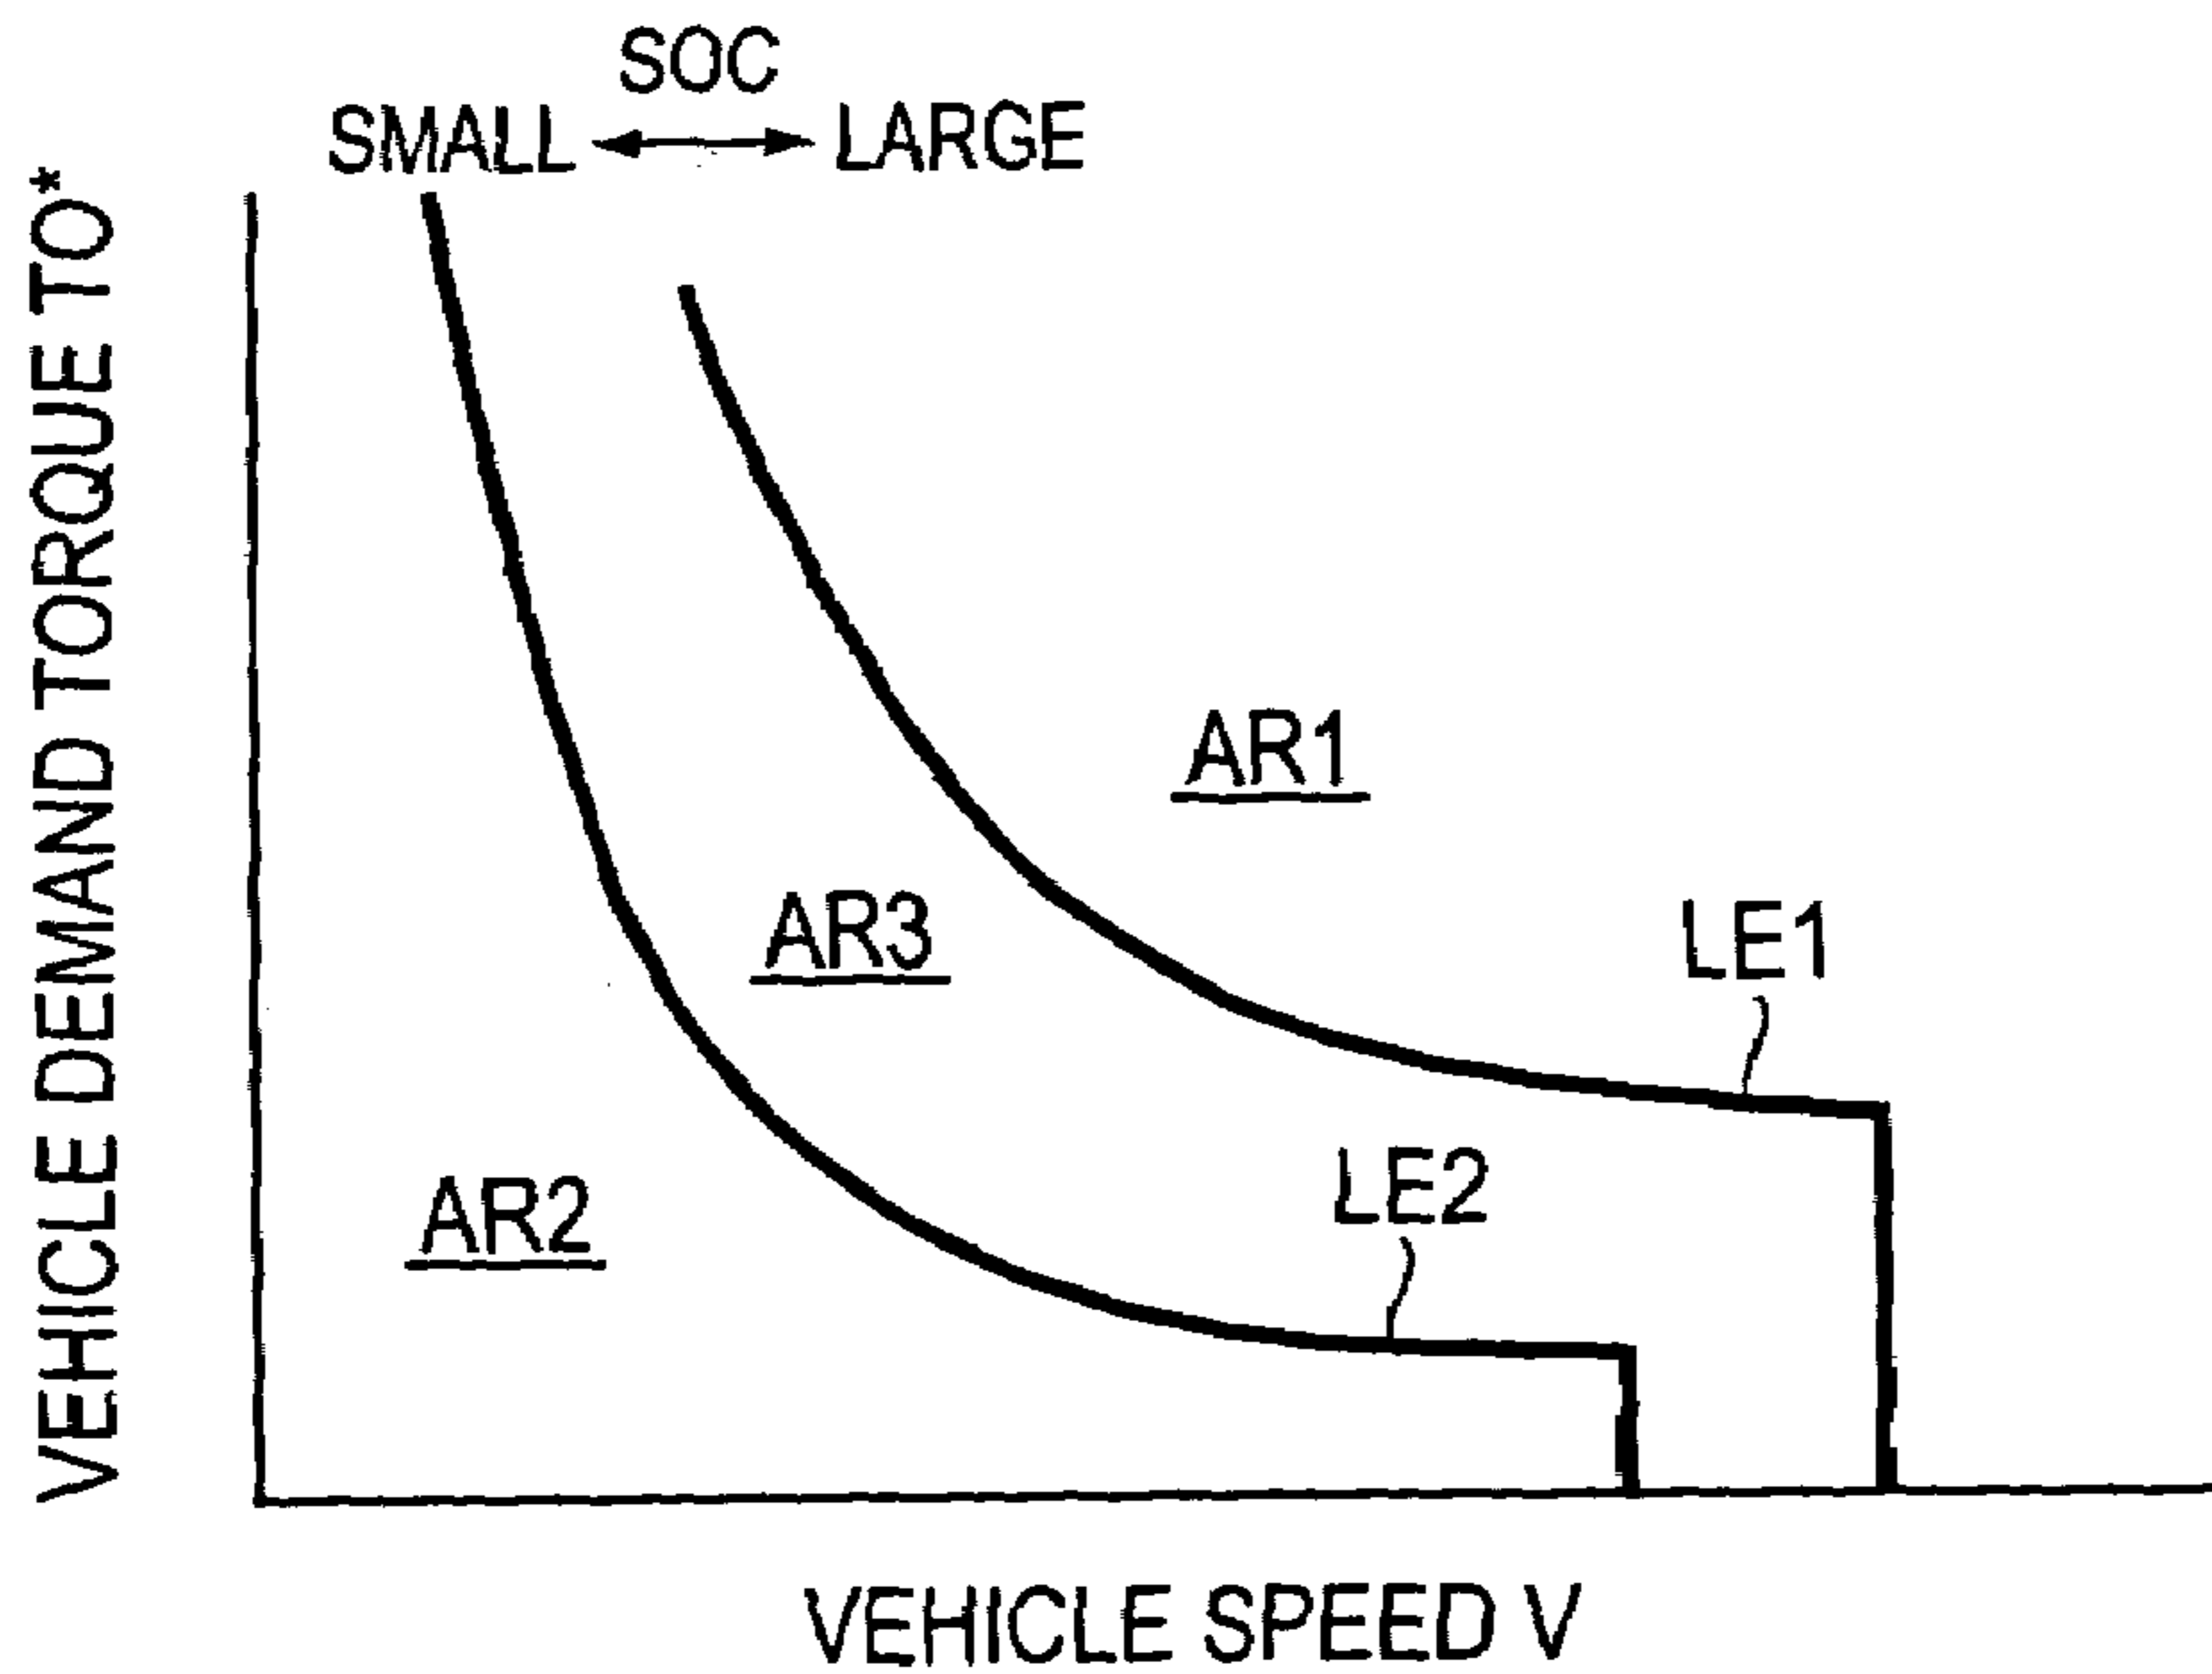 SOC
SMALL LARGE
VEHICLE DEMAND TORQUE TO*
AR1
AR3
LE1
LE2
AR2
VEHICLE SPEED V